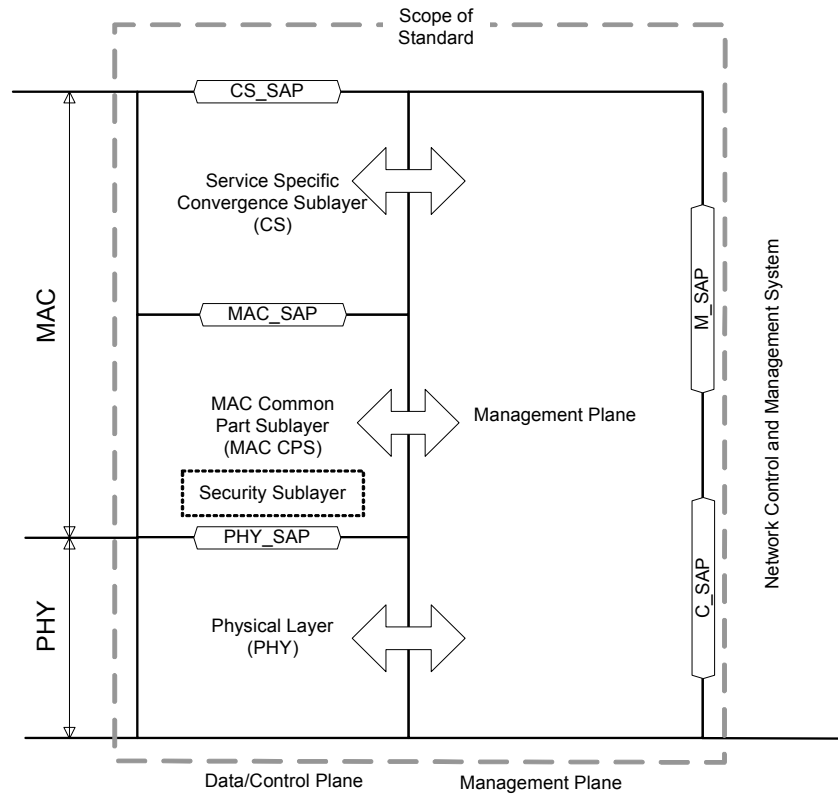 Scope of
Standard
CS_SAP
Service Specific
Convergence Sublayer
(CS)
MAC
MAC_SAP
M_SAP
Network Control and Management System
MAC Common
Part Sublayer
(MAC CPS)
Management Plane
Security Sublayer
PHY_SAP
C_SAP
PHY
Physical Layer
(PHY)
Data/Control Plane
Management Plane